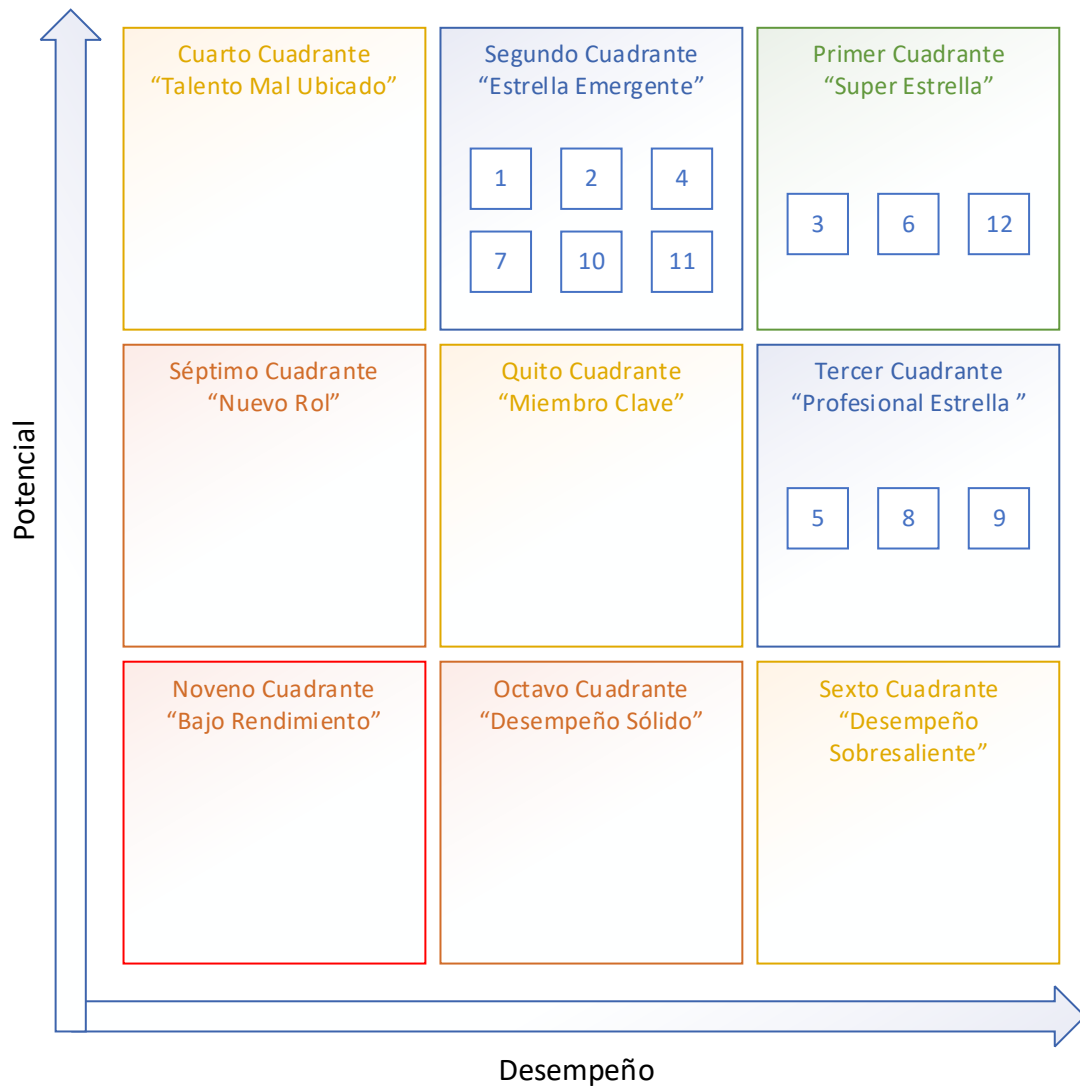 Cuarto Cuadrante
“Talento Mal Ubicado”
Segundo Cuadrante
“Estrella Emergente”
1 2 4
7 10 11
Primer Cuadrante
“Super Estrella”
3 6 12
Séptimo Cuadrante
“Nuevo Rol”
Quito Cuadrante
“Miembro Clave”
Tercer Cuadrante
“Profesional Estrella ”
5 8 9
Noveno Cuadrante
“Bajo Rendimiento”
Octavo Cuadrante
“Desempeño Sólido”
Sexto Cuadrante
“Desempeño
Sobresaliente”
Potencial
Desempeño